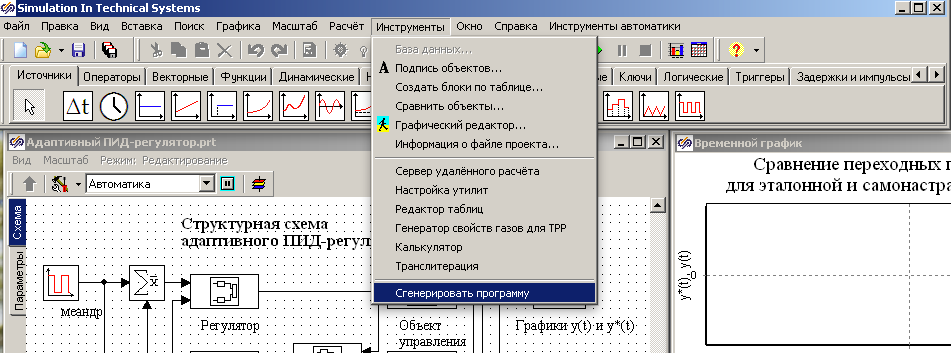 Simulation In Technical Systems
Файл Правка Вид Вставка Поиск Графика Масштаб Расчёт Инструменты Окно Справка Инструменты автоматики
База данных...
Подпись объектов...
Создать блоки по таблице...
Сравнить объекты...
Графический редактор...
Информация о файле проекта...
Сервер удалённого расчёта
Настройка утилит
Редактор таблиц
Генератор свойств газов для ТРР
Калькулятор
Транслитерация
Сгенерировать программу
Источники Операторы Векторные Функции Динамические Ключи Логические Триггеры Задержки и импульсы
Δt
Адаптивный ПИД-регулятор.prt
Вид Масштаб Режим: Редактирование
Автоматика
Схема
Параметры
Структурная схема
адаптивного ПИД-регул
меандр
Регулятор
Объект
управления
Графики y(t) и y*(t)
Временной график
Сравнение переходных п
для эталонной и самонастра
y*(t), y(t)
0